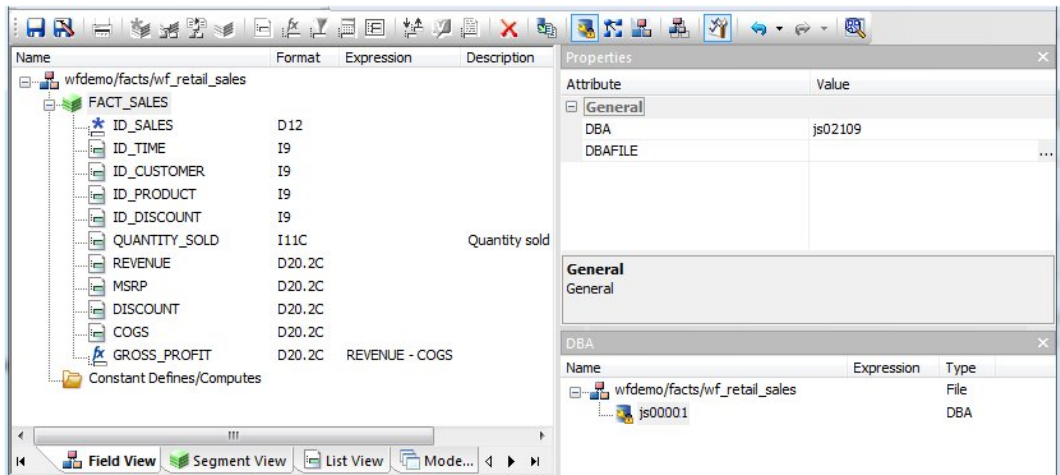 Name Format Expression Description
wfdemo/facts/wf_retail_sales
FACT_SALES
ID_SALES D12
ID_TIME I9
ID_CUSTOMER I9
ID_PRODUCT I9
ID_DISCOUNT I9
QUANTITY_SOLD I11C Quantity sold
REVENUE D20.2C
MSRP D20.2C
DISCOUNT D20.2C
COGS D20.2C
GROSS_PROFIT D20.2C REVENUE - COGS
Constant Defines/Computes
Field View Segment View List View Mode...
Properties
Attribute Value
General
DBA js02109
DBAFILE ...
General
General
DBA
Name Expression Type
wfdemo/facts/wf_retail_sales File
js00001 DBA